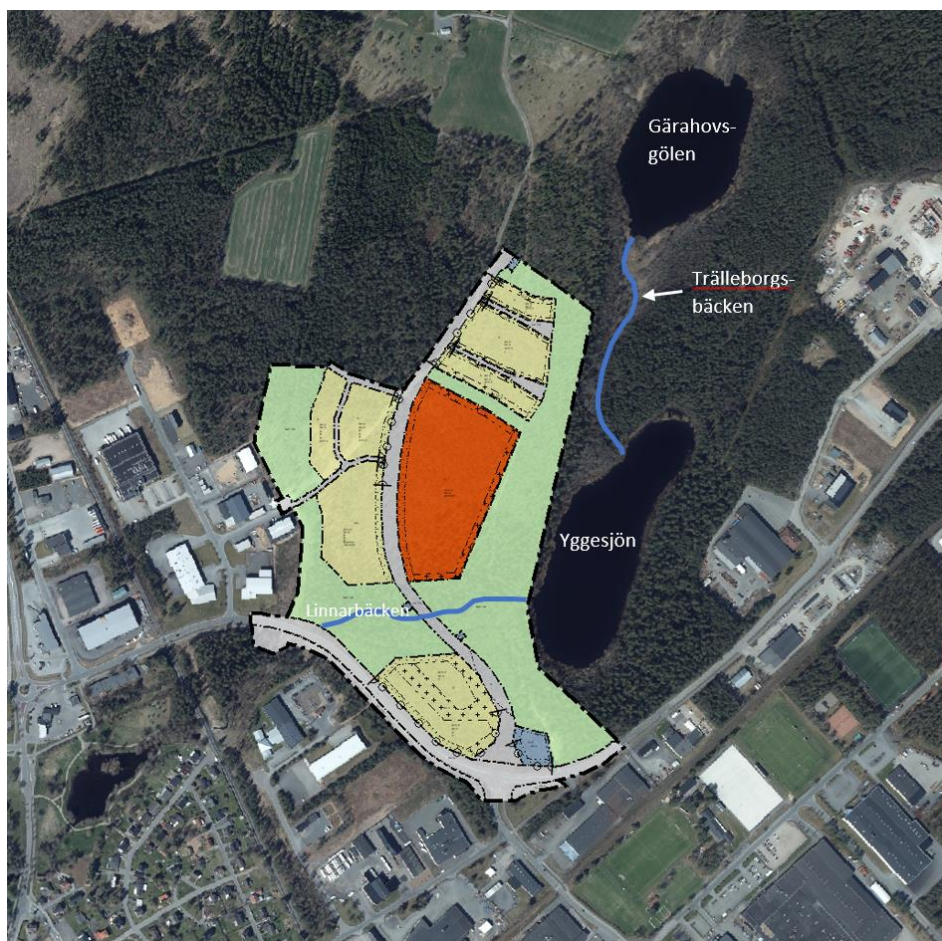 Gärahovs-
gölen
Trälleborgs-
bäcken
Yggesjön
Linnarbäcken